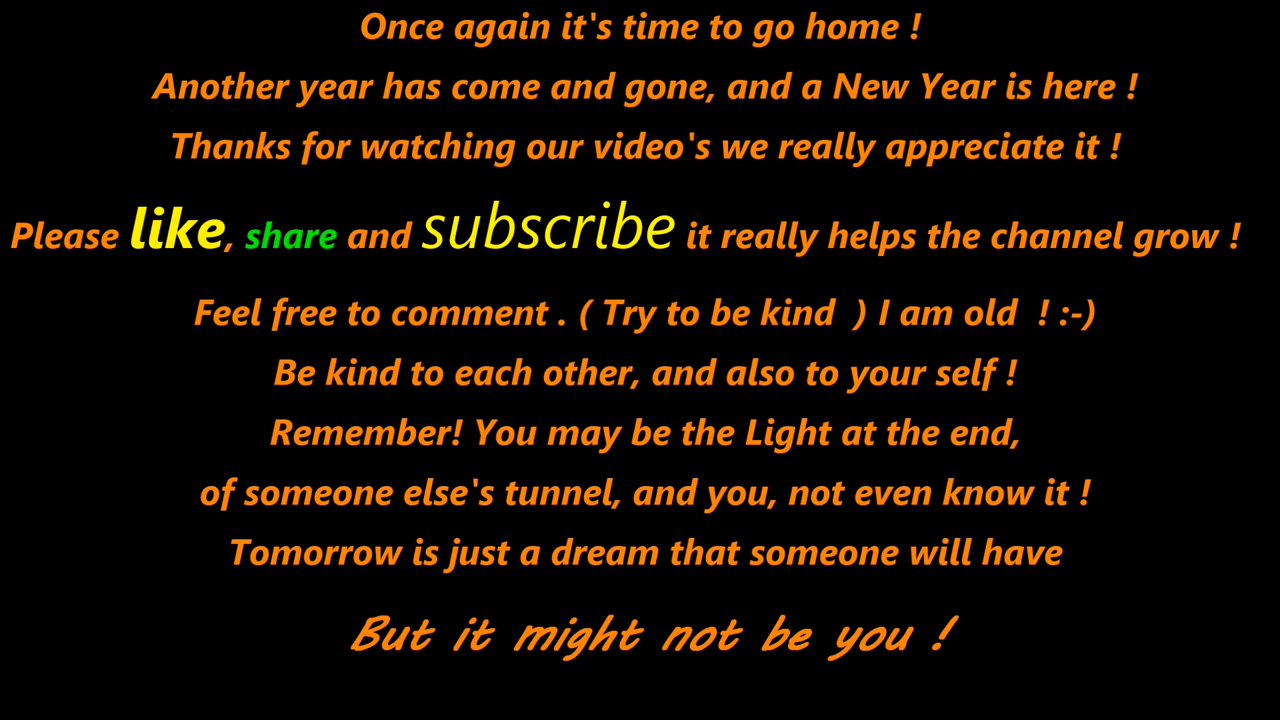 Once again it's time to go home !
Another year has come and gone, and a New Year is here !
Thanks for watching our video's we really appreciate it !
Please like, share and subscribe it really helps the channel grow !
Feel free to comment . ( Try to be kind  ) I am old  ! :-)
Be kind to each other, and also to your self !
Remember! You may be the Light at the end,
of someone else's tunnel, and you, not even know it !
Tomorrow is just a dream that someone will have
But it might not be you !